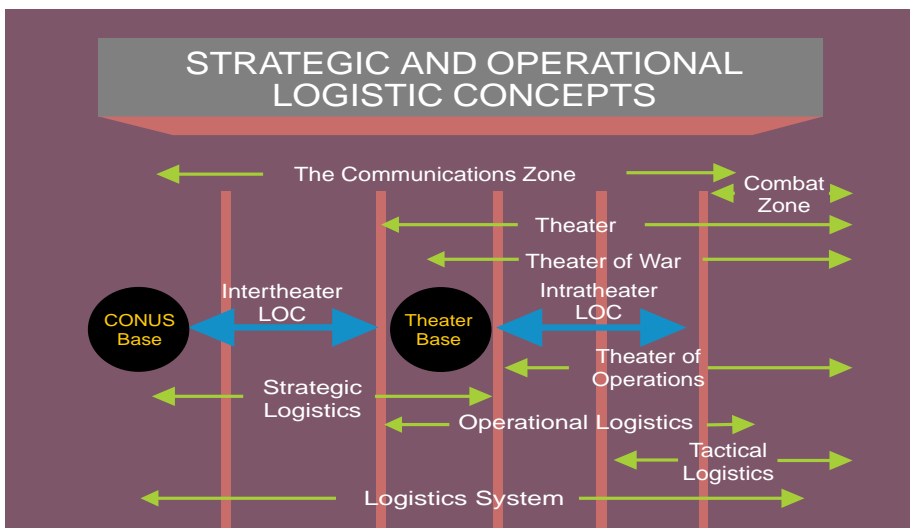 STRATEGIC AND OPERATIONAL
LOGISTIC CONCEPTS
The Communications Zone
Combat
Zone
Theater
Theater of War
Intertheater
LOC
Intratheater
LOC
CONUS
Base
Theater
Base
Theater of
Operations
Strategic
Logistics
Operational Logistics
Tactical
Logistics
Logistics System